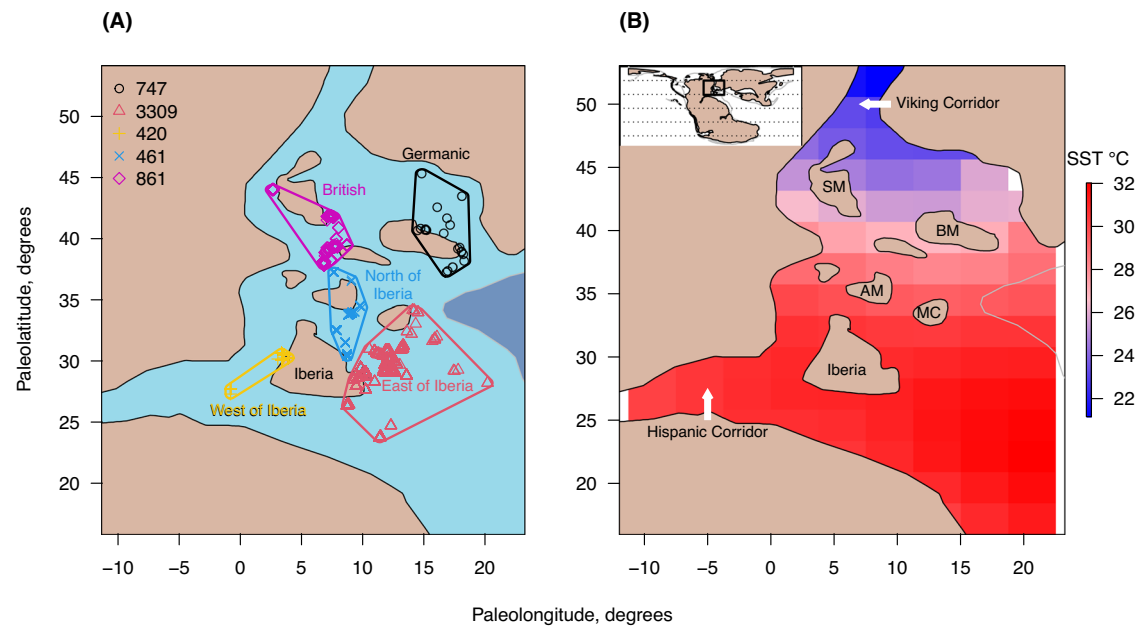 (A)
(B)
747
3309
420
461
861
Germanic
British
North of
Iberia
Iberia
East of Iberia
West of Iberia
50
45
40
35
30
25
20
−10
−5
0
5
10
15
20
Paleolatitude, degrees
Viking Corridor
SM
BM
AM
MC
Iberia
Hispanic Corridor
50
45
40
35
30
25
20
−10
−5
0
5
10
15
20
SST °C
32
30
28
26
24
22
Paleolongitude, degrees